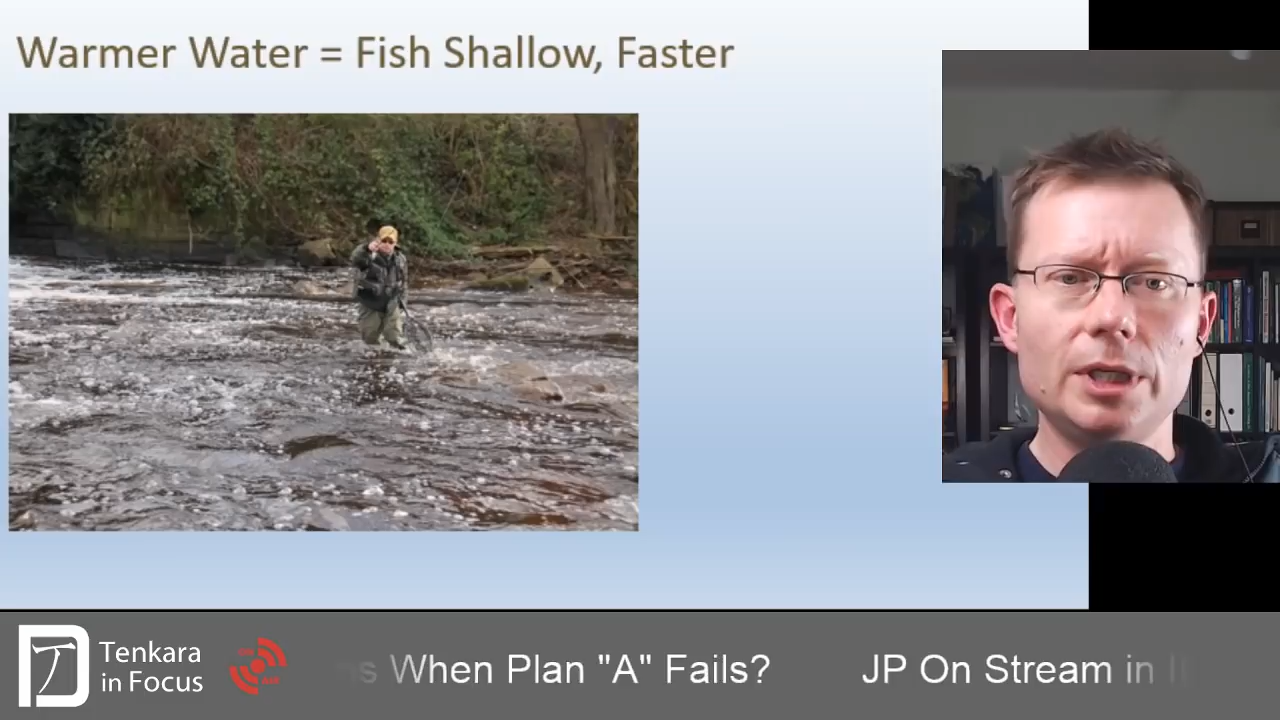 Warmer Water = Fish Shallow, Faster
Tenkara
in Focus
When Plan "A" Fails? JP On Stream in